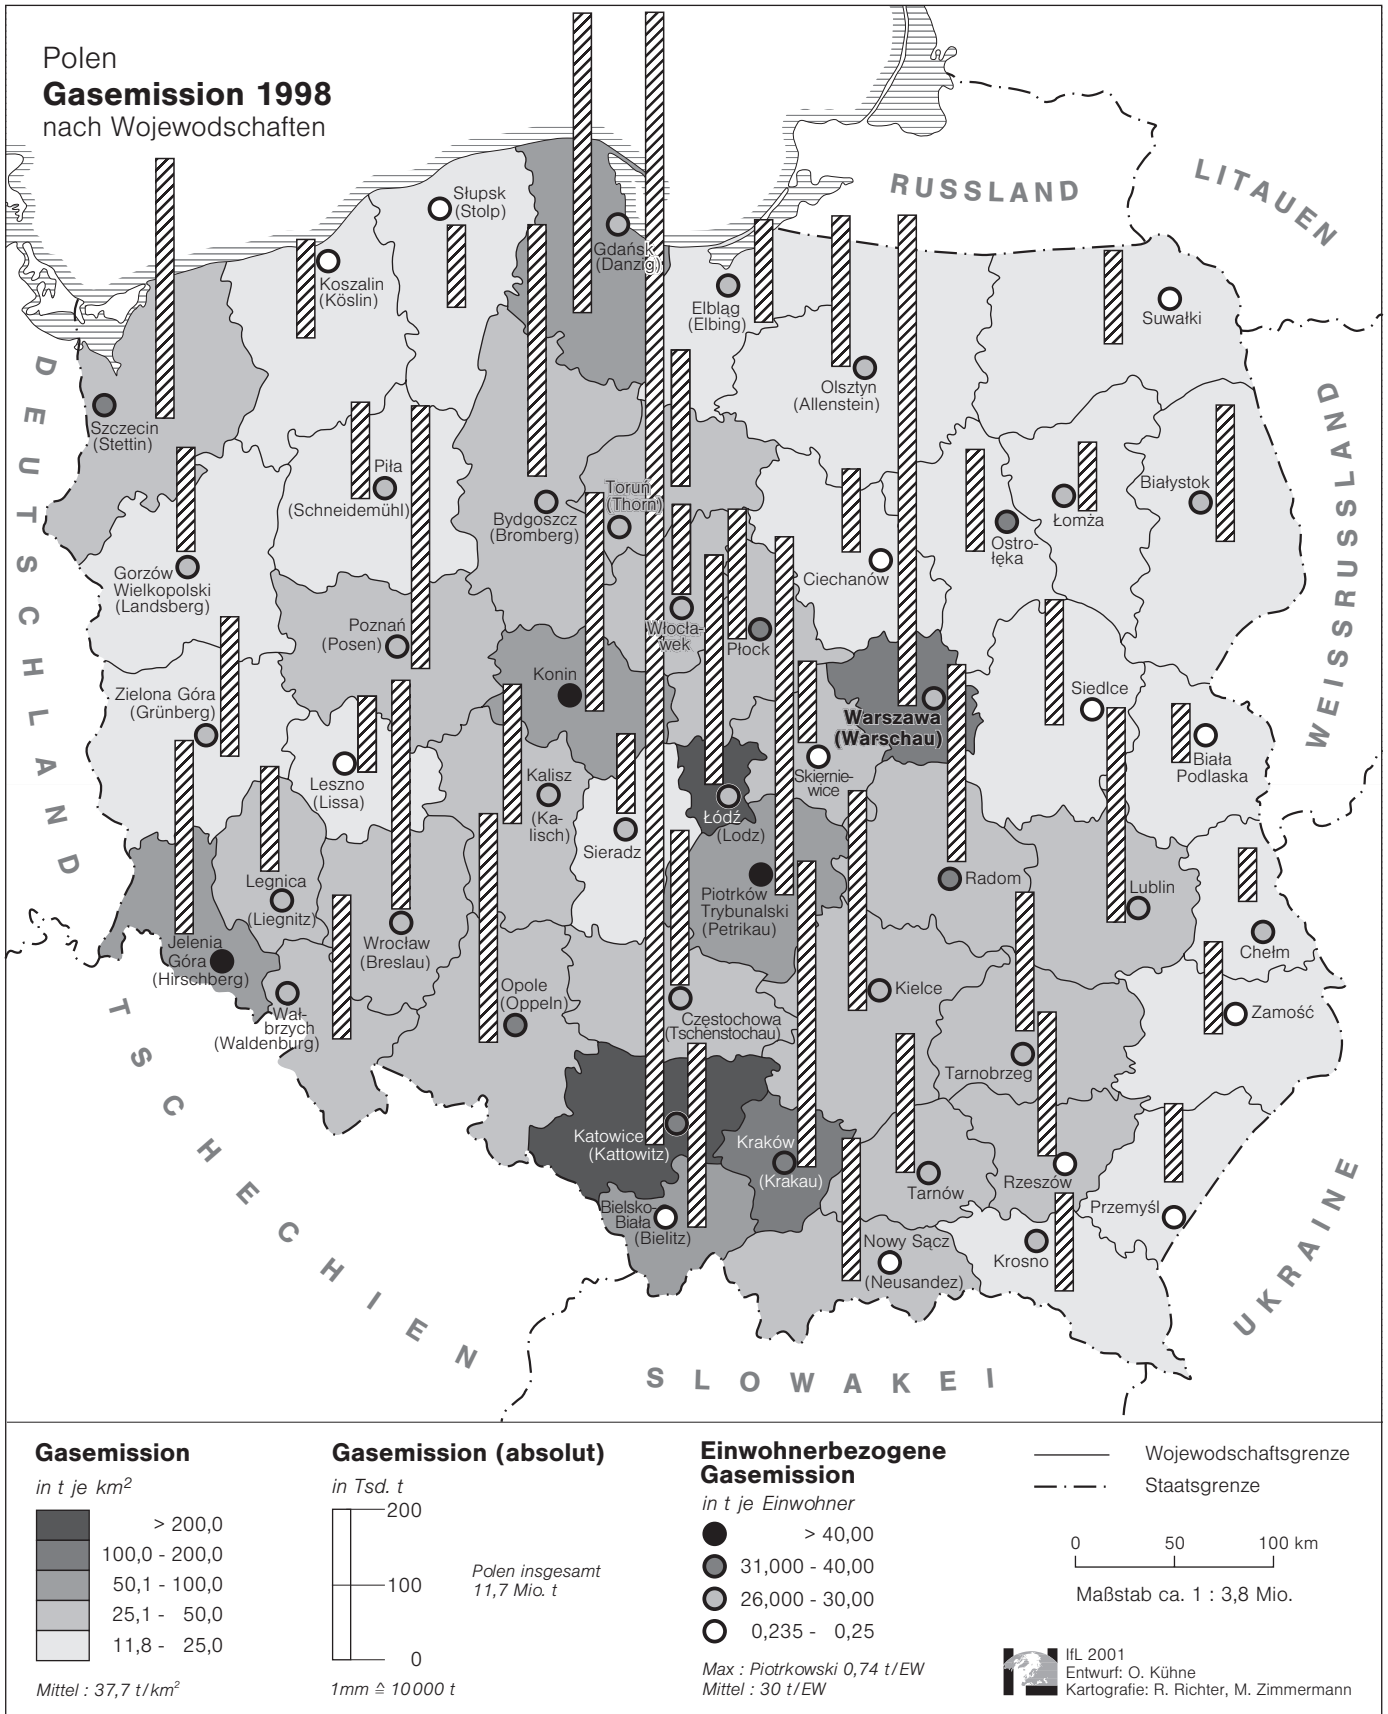 Polen
Gasemission 1998
nach Wojewodschaften
RUSSLAND
LITAUEN
WEISSRUSSLAND
UKRAINE
SLOWAKEI
TSCHECHIEN
DEUTSCHLAND
Słupsk
(Stolp)
Koszalin
(Köslin)
Gdańsk
(Danzig)
Elbląg
(Elbing)
Suwałki
Olsztyn
(Allenstein)
Szczecin
(Stettin)
Piła
(Schneidemühl)
Bydgoszcz
(Bromberg)
Toruń
(Thorn)
Białystok
Łomża
Ostro-
łęka
Ciechanów
Gorzów
Wielkopolski
(Landsberg)
Poznań
(Posen)
Włocła-
wek
Płock
Konin
Zielona Góra
(Grünberg)
Siedlce
Warszawa
(Warschau)
Biała
Podlaska
Skiernie-
wice
Leszno
(Lissa)
Kalisz
(Ka-
lisch)
Łódź
(Lodz)
Sieradz
Legnica
(Liegnitz)
Piotrków
Trybunalski
(Petrikau)
Radom
Lublin
Jelenia
Góra
(Hirschberg)
Wrocław
(Breslau)
Chełm
Opole
(Oppeln)
Kielce
Wał-
brzych
(Waldenburg)
Częstochowa
(Tschenstochau)
Zamość
Tarnobrzeg
Katowice
(Kattowitz)
Kraków
(Krakau)
Tarnów
Rzeszów
Przemyśl
Bielsko-
Biała
(Bielitz)
Nowy Sącz
(Neusandez)
Krosno
Gasemission
in t je km²
> 200,0
100,0 - 200,0
50,1 - 100,0
25,1 - 50,0
11,8 - 25,0
Mittel : 37,7 t/km²
Gasemission (absolut)
in Tsd. t
200
100
0
Polen insgesamt
11,7 Mio. t
1mm ≙ 10000 t
Einwohnerbezogene
Gasemission
in t je Einwohner
> 40,00
31,000 - 40,00
26,000 - 30,00
0,235 - 0,25
Max : Piotrkowski 0,74 t/EW
Mittel : 30 t/EW
Wojewodschaftsgrenze
Staatsgrenze
0 50 100 km
Maßstab ca. 1 : 3,8 Mio.
IfL 2001
Entwurf: O. Kühne
Kartografie: R. Richter, M. Zimmermann